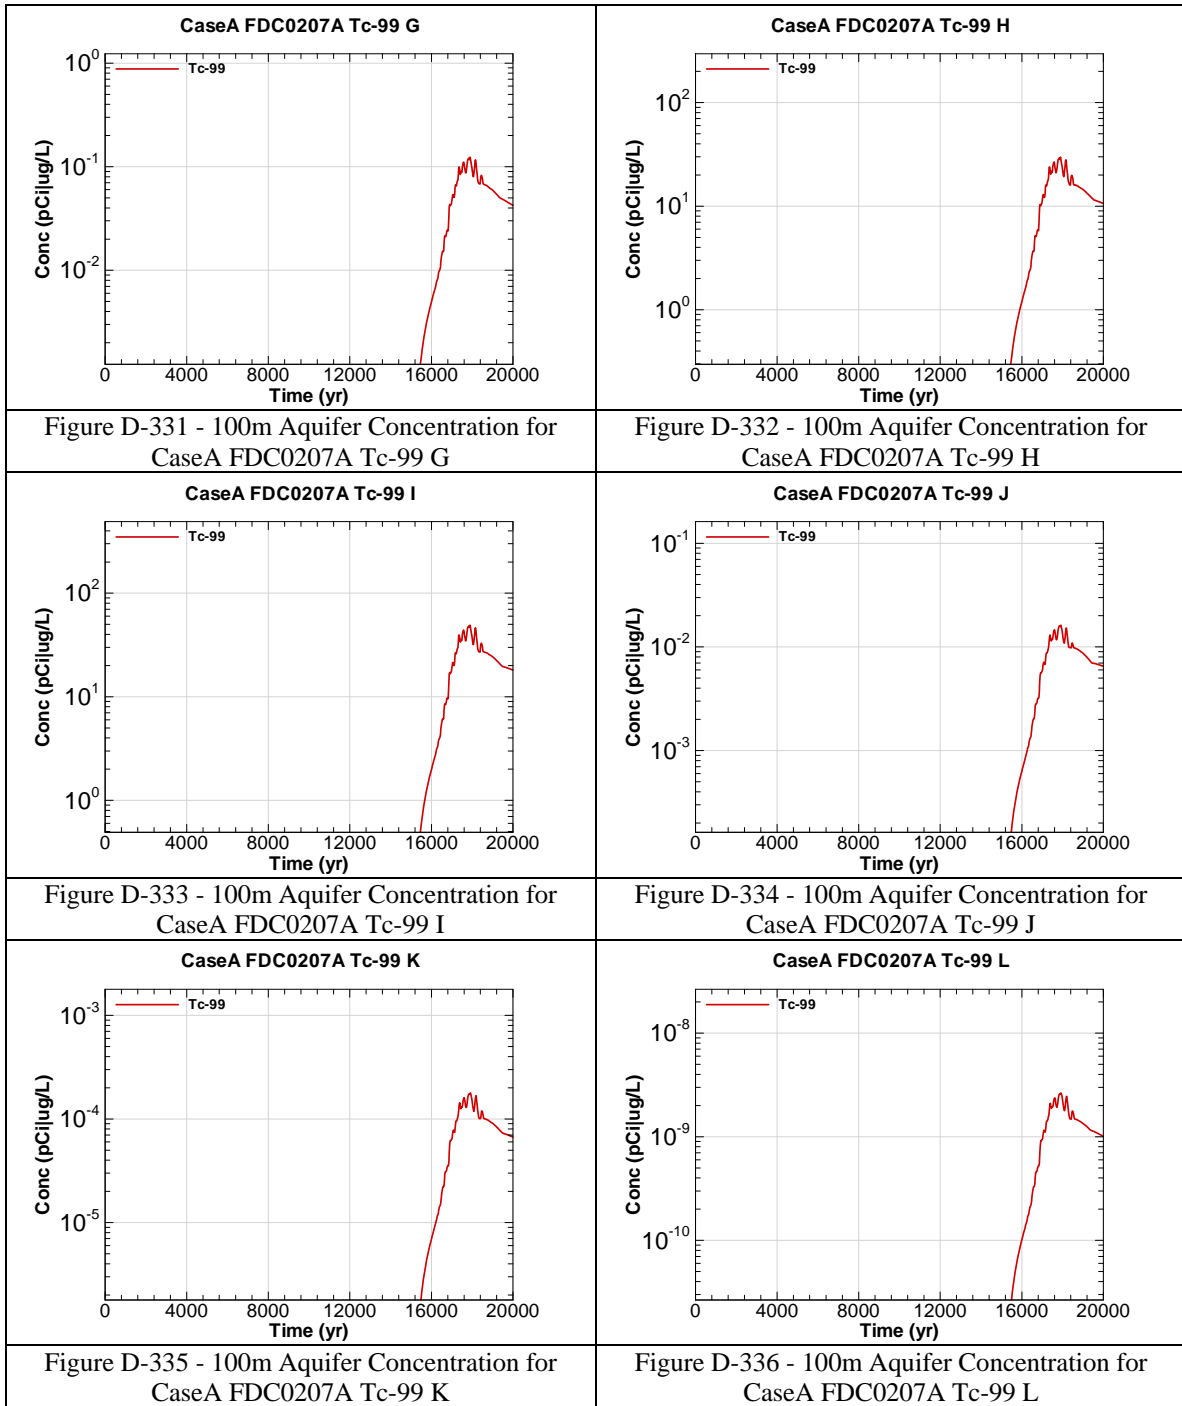 CaseA FDC0207A Tc-99 G
Tc-99
10^0
10^-1
10^-2
Conc (pCi|ug/L)
0 4000 8000 12000 16000 20000
Time (yr)
Figure D-331 - 100m Aquifer Concentration for
CaseA FDC0207A Tc-99 G
CaseA FDC0207A Tc-99 H
Tc-99
10^2
10^1
10^0
Conc (pCi|ug/L)
0 4000 8000 12000 16000 20000
Time (yr)
Figure D-332 - 100m Aquifer Concentration for
CaseA FDC0207A Tc-99 H
CaseA FDC0207A Tc-99 I
Tc-99
10^2
10^1
10^0
Conc (pCi|ug/L)
0 4000 8000 12000 16000 20000
Time (yr)
Figure D-333 - 100m Aquifer Concentration for
CaseA FDC0207A Tc-99 I
CaseA FDC0207A Tc-99 J
Tc-99
10^-1
10^-2
10^-3
Conc (pCi|ug/L)
0 4000 8000 12000 16000 20000
Time (yr)
Figure D-334 - 100m Aquifer Concentration for
CaseA FDC0207A Tc-99 J
CaseA FDC0207A Tc-99 K
Tc-99
10^-3
10^-4
10^-5
Conc (pCi|ug/L)
0 4000 8000 12000 16000 20000
Time (yr)
Figure D-335 - 100m Aquifer Concentration for
CaseA FDC0207A Tc-99 K
CaseA FDC0207A Tc-99 L
Tc-99
10^-8
10^-9
10^-10
Conc (pCi|ug/L)
0 4000 8000 12000 16000 20000
Time (yr)
Figure D-336 - 100m Aquifer Concentration for
CaseA FDC0207A Tc-99 L